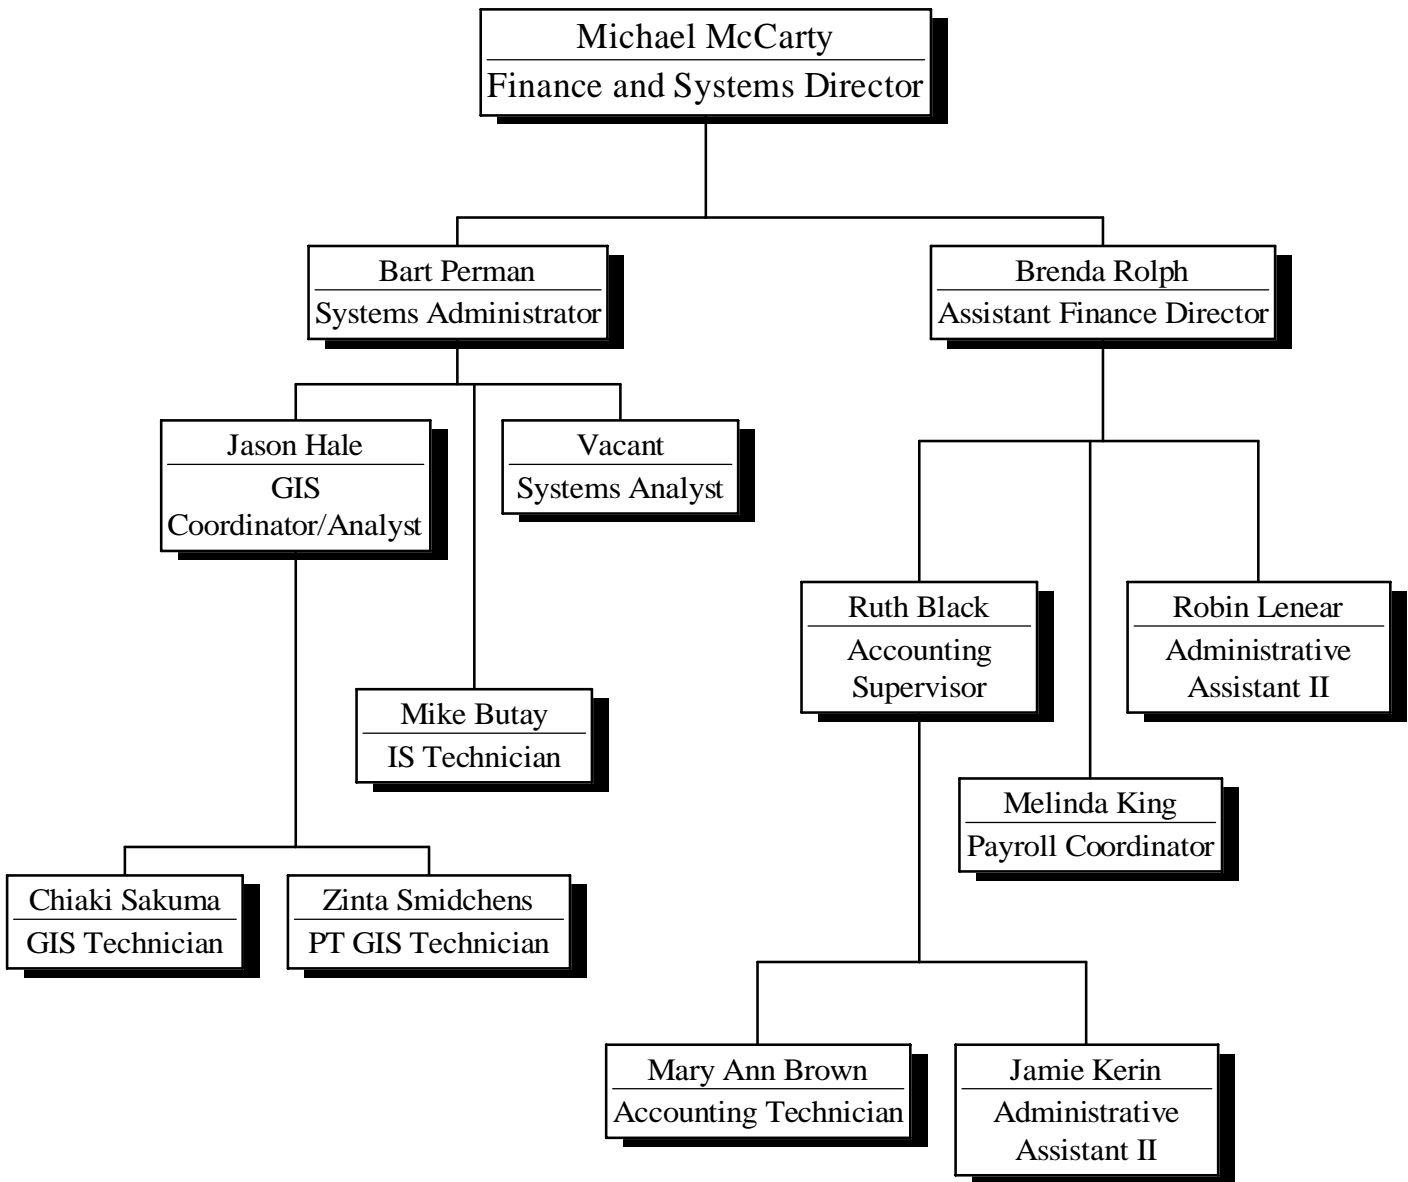 Michael McCarty
Finance and Systems Director
Bart Perman
Systems Administrator
Brenda Rolph
Assistant Finance Director
Jason Hale
GIS
Coordinator/Analyst
Vacant
Systems Analyst
Mike Butay
IS Technician
Chiaki Sakuma
GIS Technician
Zinta Smidchens
PT GIS Technician
Ruth Black
Accounting
Supervisor
Robin Lenear
Administrative
Assistant II
Melinda King
Payroll Coordinator
Mary Ann Brown
Accounting Technician
Jamie Kerin
Administrative
Assistant II